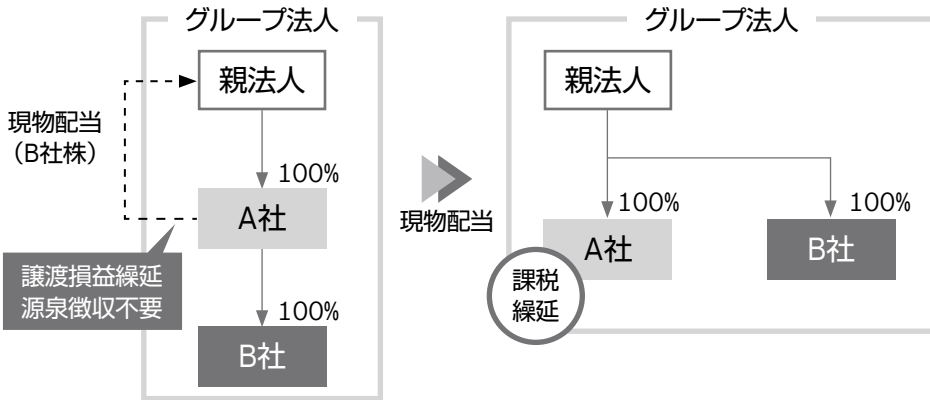 グループ法人
親法人
現物配当
（B社株）
100%
A社
譲渡損益繰延
源泉徴収不要
100%
B社
現物配当
グループ法人
親法人
100%
A社
課税
繰延
100%
B社